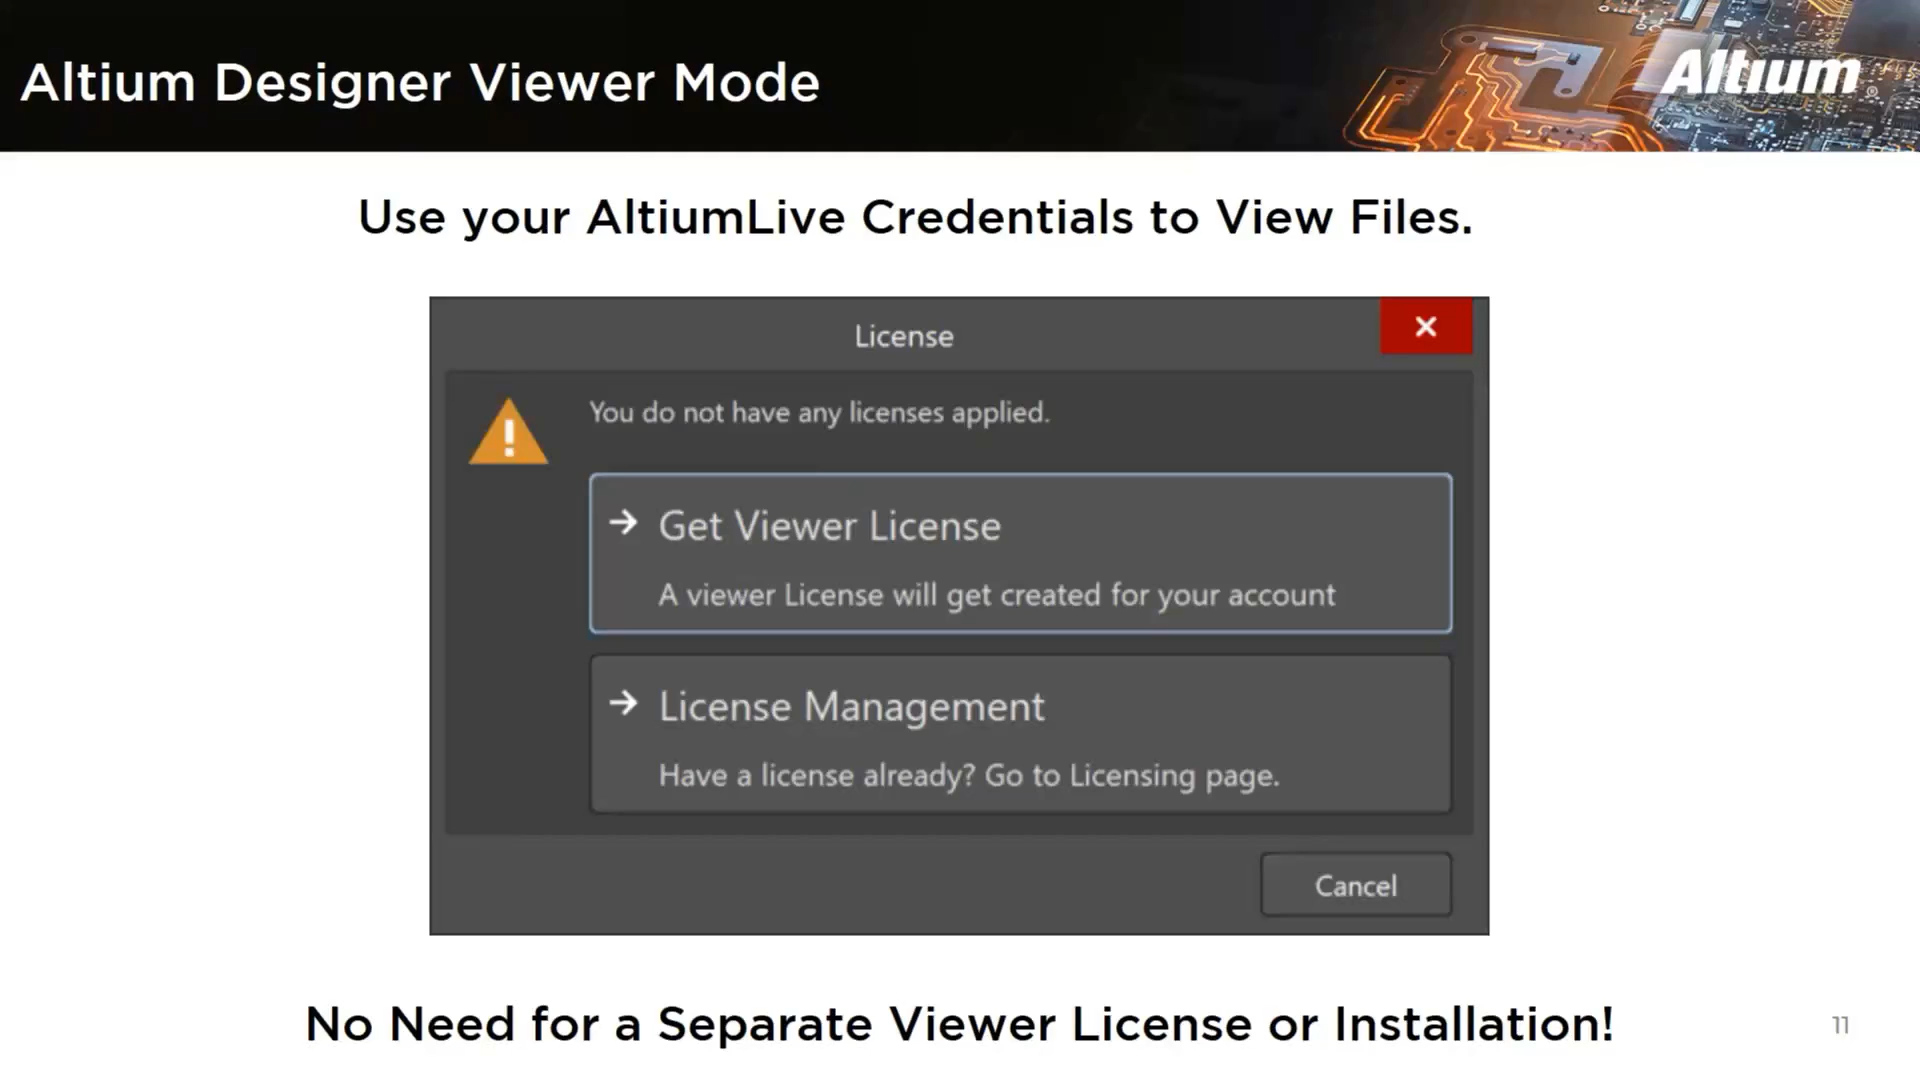 Altium Designer Viewer Mode
Altium®
Use your AltiumLive Credentials to View Files.
License
You do not have any licenses applied.
Get Viewer License
A viewer License will get created for your account
License Management
Have a license already? Go to Licensing page.
Cancel
No Need for a Separate Viewer License or Installation!
11